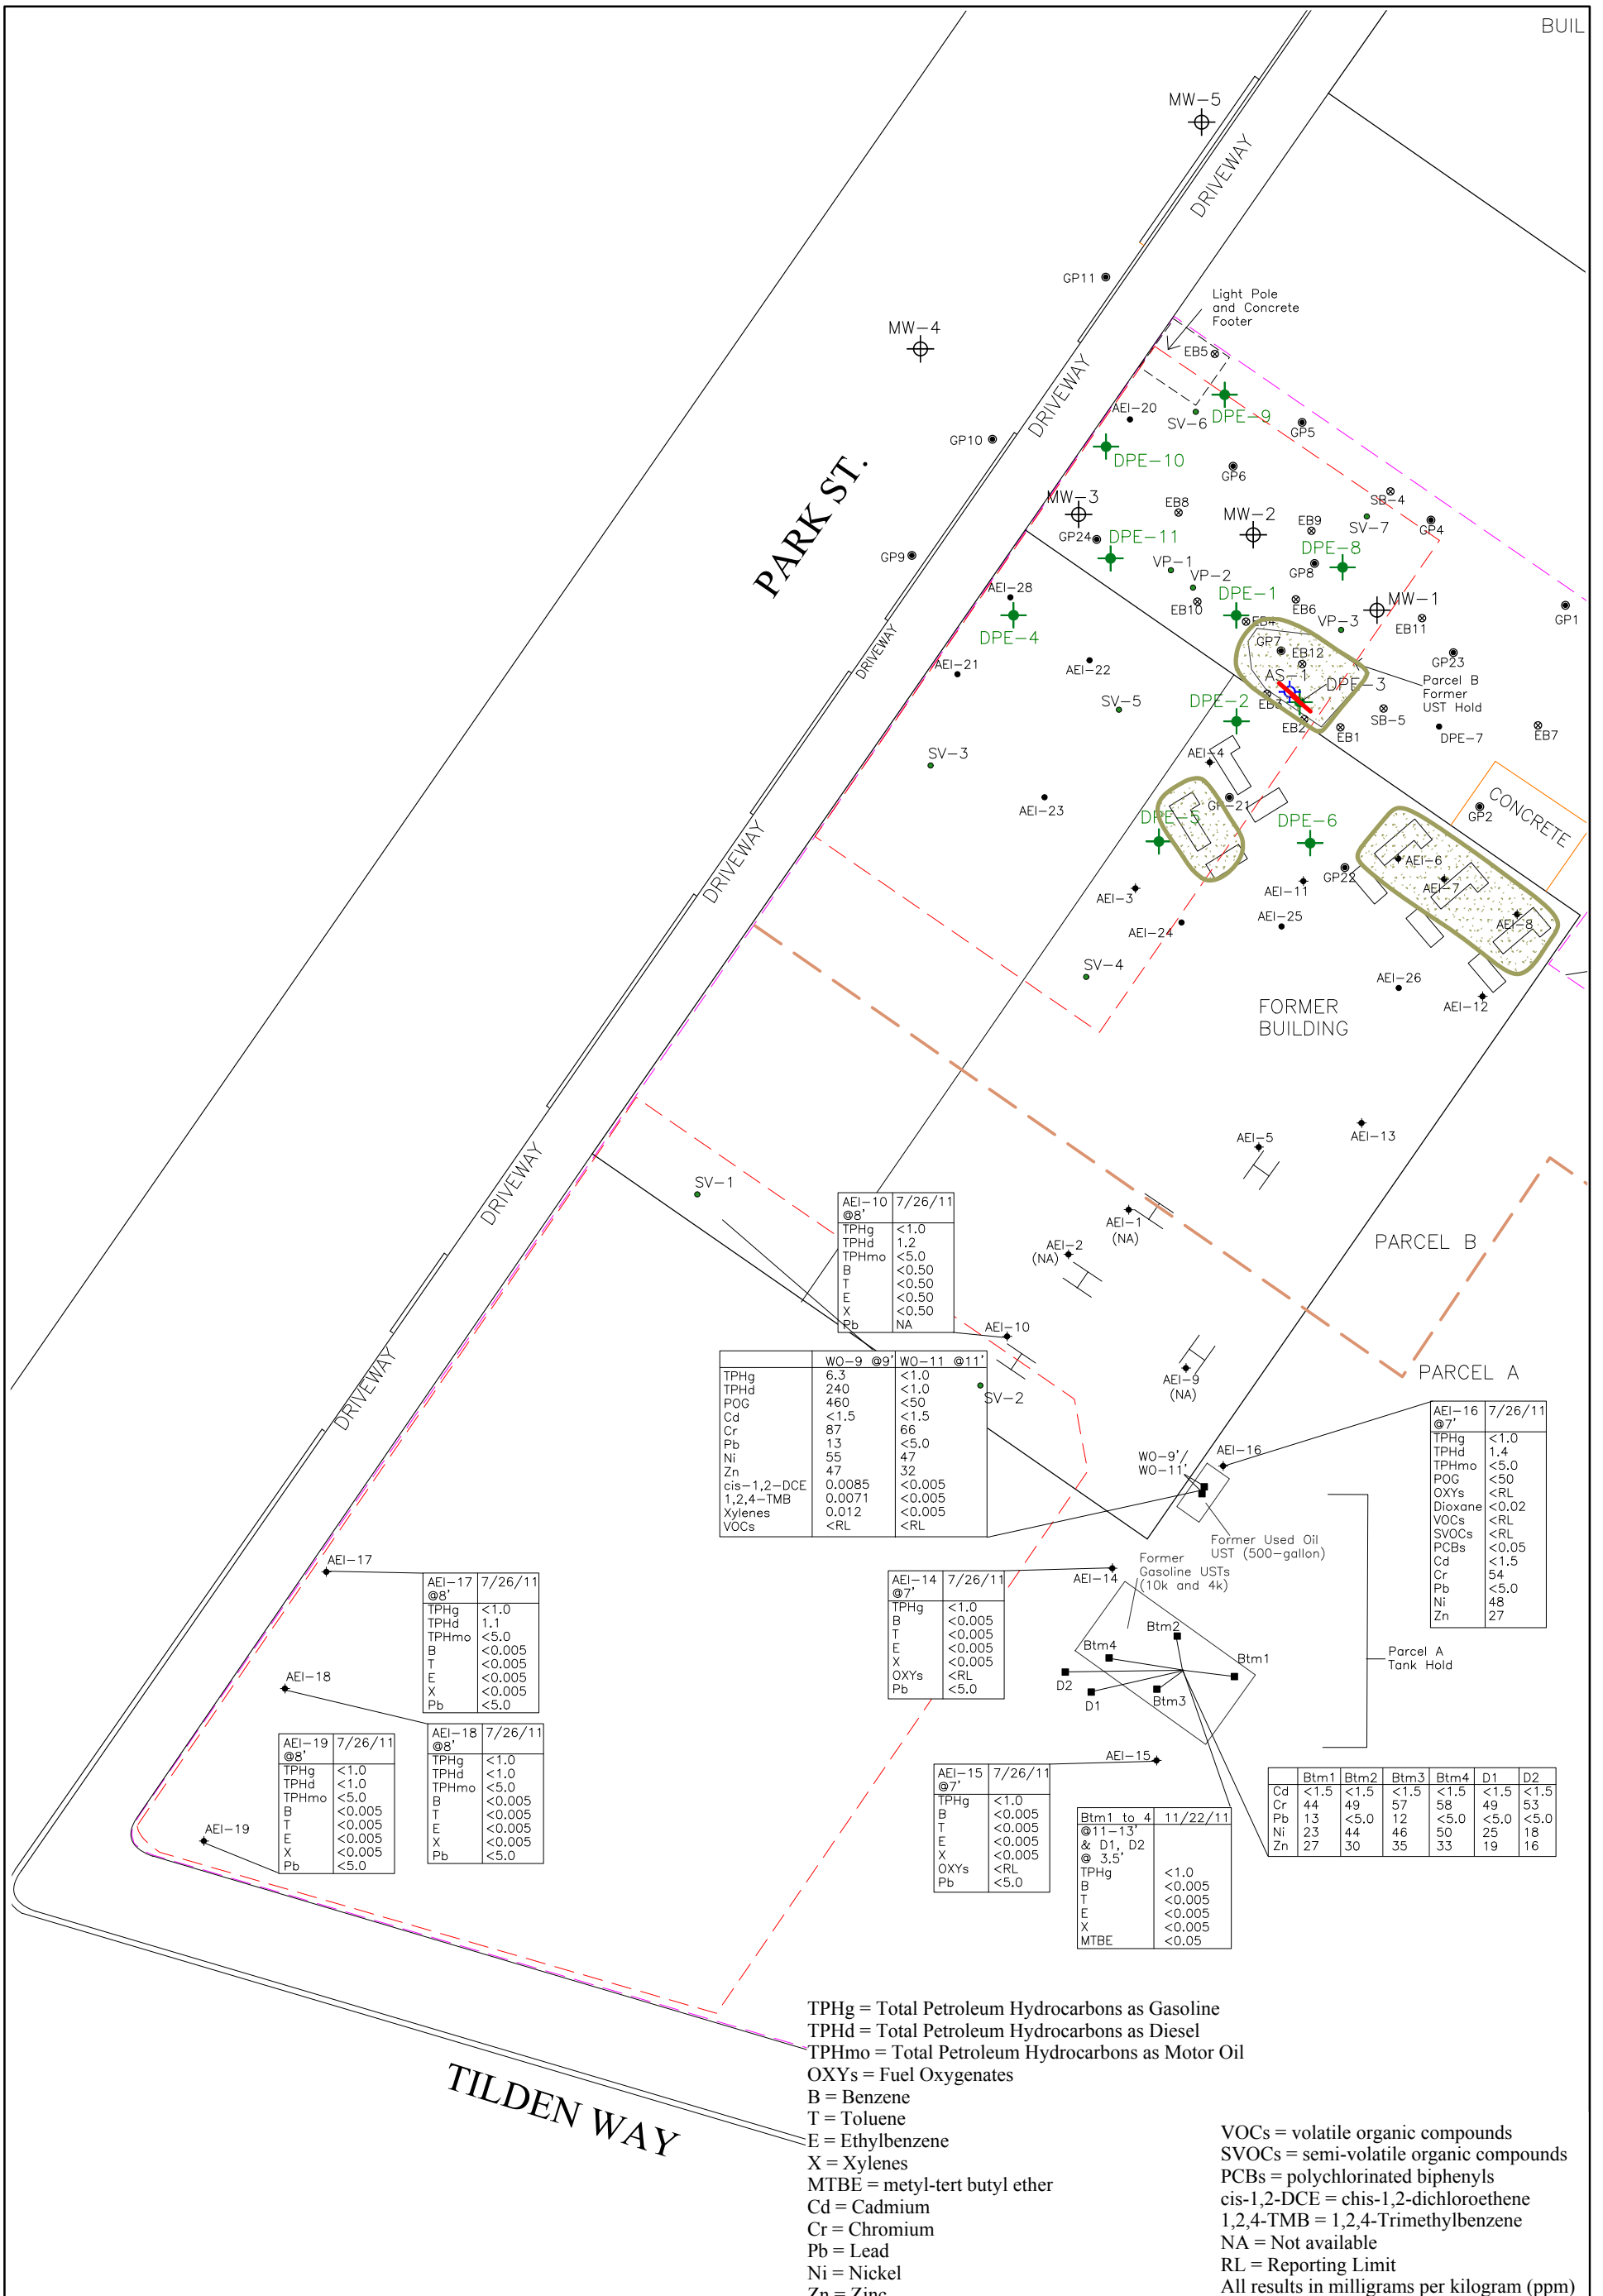 BUIL
MW-5
DRIVEWAY
GP11
Light Pole
and Concrete
Footer
MW-4
EB5
DRIVEWAY
AEI-20
SV-6
DPE-9
GP5
GP10
DPE-10
GP6
PARK ST.
MW-3
EB8
SB-4
MW-2
EB9
SV-7
GP4
GP24
DPE-11
DPE-8
GP9
VP-1
GP8
VP-2
AEI-28
EB10
DPE-1
EB6
MW-1
GP1
DPE-4
EB4
VP-3
EB11
DRIVEWAY
GP7
EB12
GP23
AEI-21
AEI-22
AS-1
DPE-3
Parcel B
Former
UST Hold
SV-5
DPE-2
EB3
EB2
EB1
SB-5
DPE-7
EB7
SV-3
AEI-4
AEI-23
GP-21
CONCRETE
GP2
DPE-5
DPE-6
DRIVEWAY
AEI-6
GP22
AEI-7
AEI-3
AEI-11
AEI-24
AEI-25
AEI-8
SV-4
AEI-26
AEI-12
FORMER
BUILDING
AEI-5
AEI-13
DRIVEWAY
SV-1
AEI-1
(NA)
AEI-2
(NA)
PARCEL B
AEI-10 7/26/11
@8'
TPHg <1.0
TPHd 1.2
TPHmo <5.0
B <0.50
T <0.50
E <0.50
X <0.50
Pb NA
AEI-10
DRIVEWAY
WO-9 @9' WO-11 @11'
TPHg 6.3 <1.0
TPHd 240 <1.0
POG 460 <50
Cd <1.5 <1.5
Cr 87 66
Pb 13 <5.0
Ni 55 47
Zn 47 32
cis-1,2-DCE 0.0085 <0.005
1,2,4-TMB 0.0071 <0.005
Xylenes 0.012 <0.005
VOCs <RL <RL
SV-2
AEI-9
(NA)
PARCEL A
AEI-16 7/26/11
@7'
TPHg <1.0
TPHd 1.4
TPHmo <5.0
POG <50
OXYs <RL
Dioxane <0.02
VOCs <RL
SVOCs <RL
PCBs <0.05
Cd <1.5
Cr 54
Pb <5.0
Ni 48
Zn 27
WO-9'/
WO-11'
AEI-16
Former Used Oil
UST (500-gallon)
AEI-17
AEI-17 7/26/11
@8'
TPHg <1.0
TPHd 1.1
TPHmo <5.0
B <0.005
T <0.005
E <0.005
X <0.005
Pb <5.0
AEI-14 7/26/11
@7'
TPHg <1.0
B <0.005
T <0.005
E <0.005
X <0.005
OXYs <RL
Pb <5.0
AEI-14
Former
Gasoline USTs
(10k and 4k)
Btm2
Btm4
Btm1
D2
D1
Btm3
Parcel A
Tank Hold
AEI-18
AEI-18 7/26/11
@8'
TPHg <1.0
TPHd <1.0
TPHmo <5.0
B <0.005
T <0.005
E <0.005
X <0.005
Pb <5.0
AEI-19 7/26/11
@8'
TPHg <1.0
TPHd <1.0
TPHmo <5.0
B <0.005
T <0.005
E <0.005
X <0.005
Pb <5.0
AEI-19
AEI-15
AEI-15 7/26/11
@7'
TPHg <1.0
B <0.005
T <0.005
E <0.005
X <0.005
OXYs <RL
Pb <5.0
Btm1 to 4 11/22/11
@11-13'
& D1, D2
@ 3.5'
TPHg <1.0
B <0.005
T <0.005
E <0.005
X <0.005
MTBE <0.05
Btm1 Btm2 Btm3 Btm4 D1 D2
Cd <1.5 <1.5 <1.5 <1.5 <1.5 <1.5
Cr 44 49 57 58 49 53
Pb 13 <5.0 12 <5.0 <5.0 <5.0
Ni 23 44 46 50 25 18
Zn 27 30 35 33 19 16
TILDEN WAY
TPHg = Total Petroleum Hydrocarbons as Gasoline
TPHd = Total Petroleum Hydrocarbons as Diesel
TPHmo = Total Petroleum Hydrocarbons as Motor Oil
OXYs = Fuel Oxygenates
B = Benzene
T = Toluene
E = Ethylbenzene
X = Xylenes
MTBE = metyl-tert butyl ether
Cd = Cadmium
Cr = Chromium
Pb = Lead
Ni = Nickel
Zn = Zinc
VOCs = volatile organic compounds
SVOCs = semi-volatile organic compounds
PCBs = polychlorinated biphenyls
cis-1,2-DCE = chis-1,2-dichloroethene
1,2,4-TMB = 1,2,4-Trimethylbenzene
NA = Not available
RL = Reporting Limit
All results in milligrams per kilogram (ppm)